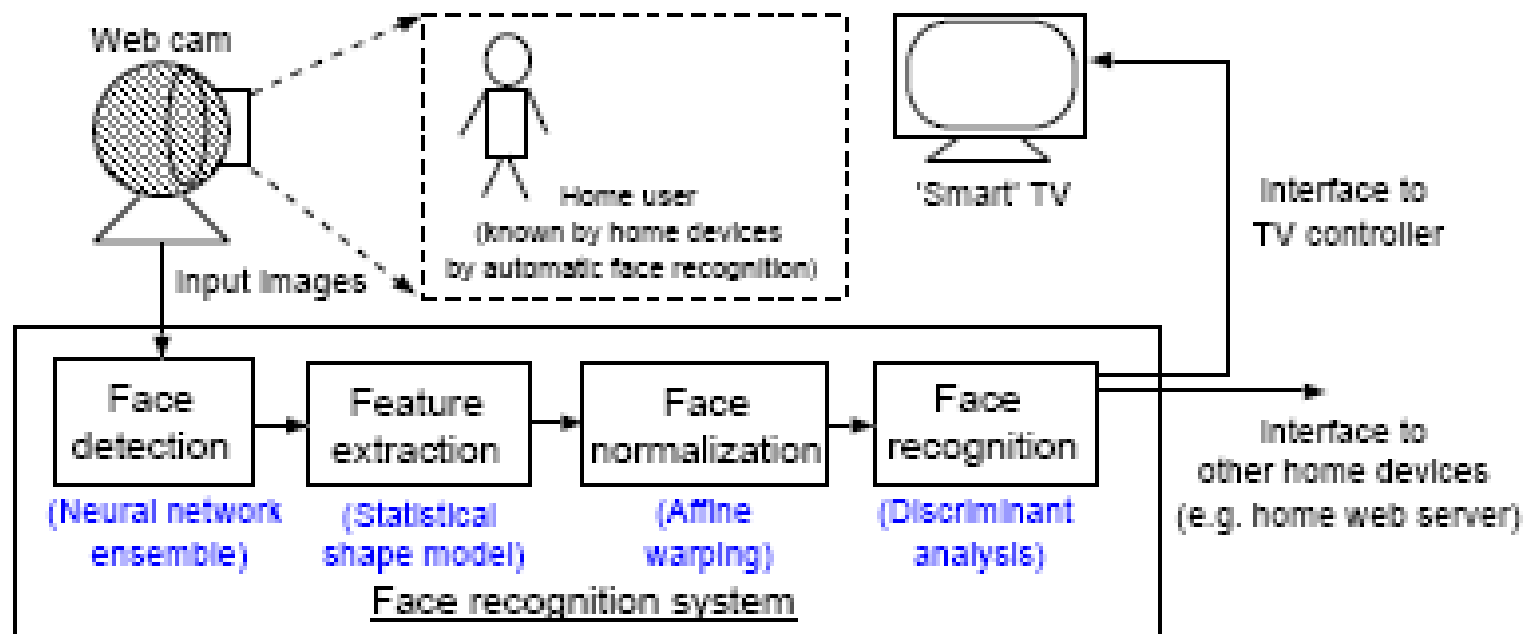 Web cam
Home user
(known by home devices
by automatic face recognition)
'Smart' TV
Interface to
TV controller
Input images
Face
detection
(Neural network
ensemble)
Feature
extraction
(Statistical
shape model)
Face
normalization
(Affine
warping)
Face
recognition
(Discriminant
analysis)
Interface to
other home devices
(e.g. home web server)
Face recognition system